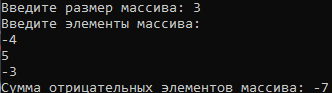 Введите размер массива: 3
Введите элементы массива:
-4
5
-3
Сумма отрицательных элементов массива: -7